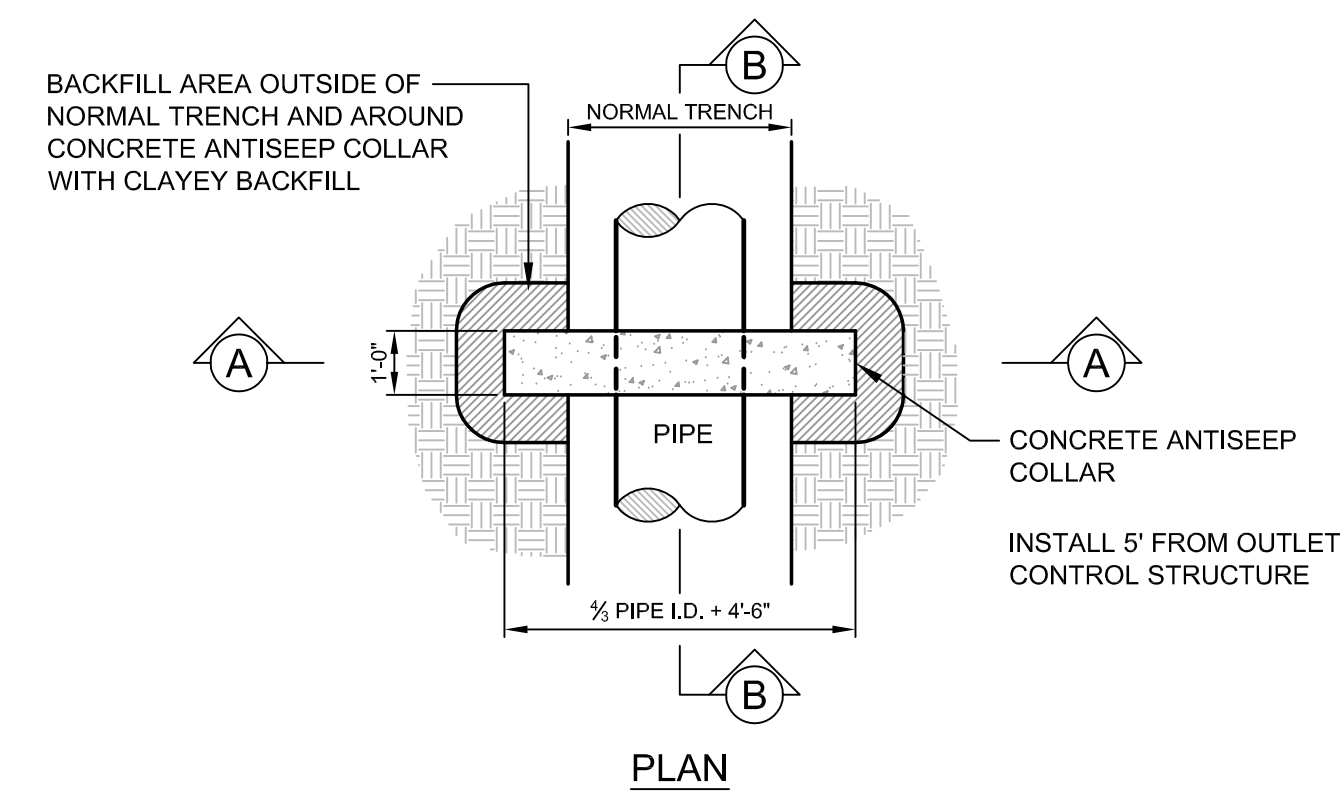 B
BACKFILL AREA OUTSIDE OF
NORMAL TRENCH AND AROUND
CONCRETE ANTISEEP COLLAR
WITH CLAYEY BACKFILL
NORMAL TRENCH
A
1'-0"
A
PIPE
CONCRETE ANTISEEP
COLLAR
INSTALL 5' FROM OUTLET
CONTROL STRUCTURE
⁴⁄₃ PIPE I.D. + 4'-6"
B
PLAN